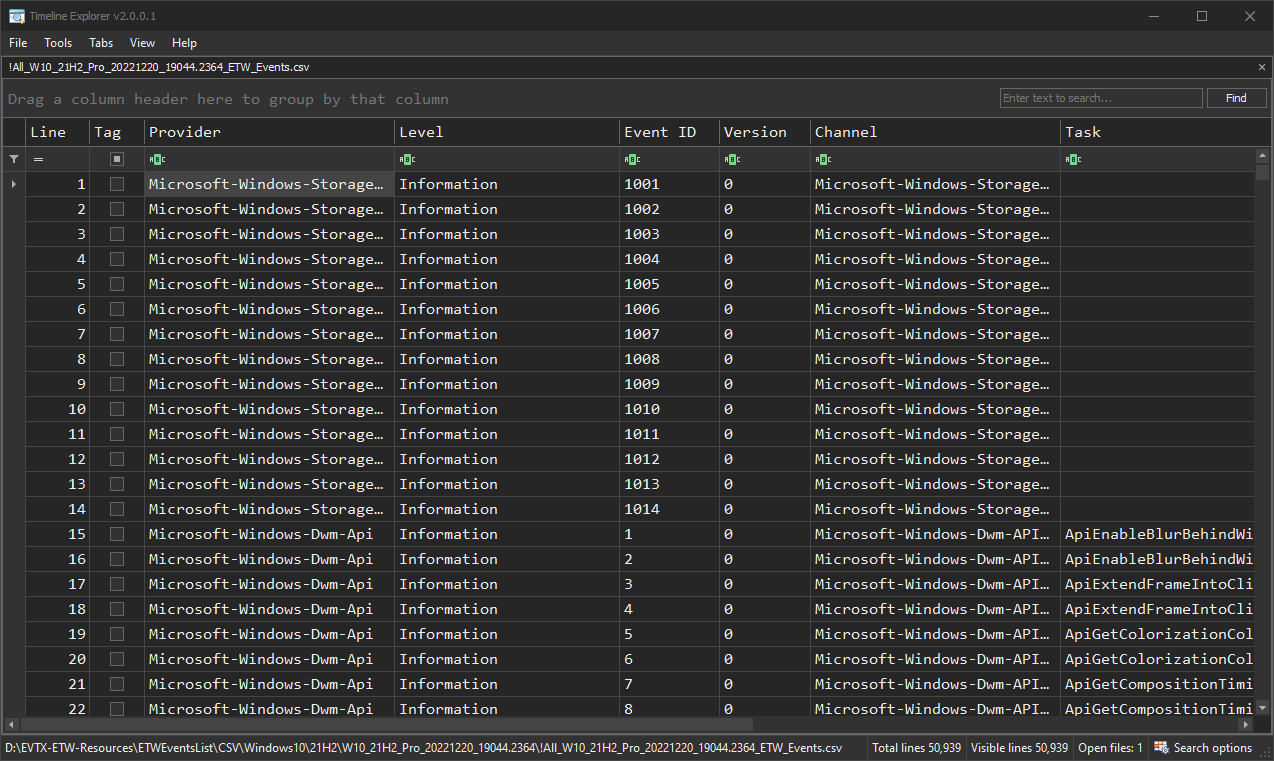 Timeline Explorer v2.0.0.1
File Tools Tabs View Help
!All_W10_21H2_Pro_20221220_19044.2364_ETW_Events.csv
Drag a column header here to group by that column
Enter text to search... Find
Line Tag Provider Level Event ID Version Channel Task
1 Microsoft-Windows-Storage… Information 1001 0 Microsoft-Windows-Storage…
2 Microsoft-Windows-Storage… Information 1002 0 Microsoft-Windows-Storage…
3 Microsoft-Windows-Storage… Information 1003 0 Microsoft-Windows-Storage…
4 Microsoft-Windows-Storage… Information 1004 0 Microsoft-Windows-Storage…
5 Microsoft-Windows-Storage… Information 1005 0 Microsoft-Windows-Storage…
6 Microsoft-Windows-Storage… Information 1006 0 Microsoft-Windows-Storage…
7 Microsoft-Windows-Storage… Information 1007 0 Microsoft-Windows-Storage…
8 Microsoft-Windows-Storage… Information 1008 0 Microsoft-Windows-Storage…
9 Microsoft-Windows-Storage… Information 1009 0 Microsoft-Windows-Storage…
10 Microsoft-Windows-Storage… Information 1010 0 Microsoft-Windows-Storage…
11 Microsoft-Windows-Storage… Information 1011 0 Microsoft-Windows-Storage…
12 Microsoft-Windows-Storage… Information 1012 0 Microsoft-Windows-Storage…
13 Microsoft-Windows-Storage… Information 1013 0 Microsoft-Windows-Storage…
14 Microsoft-Windows-Storage… Information 1014 0 Microsoft-Windows-Storage…
15 Microsoft-Windows-Dwm-Api Information 1 0 Microsoft-Windows-Dwm-API… ApiEnableBlurBehindWi
16 Microsoft-Windows-Dwm-Api Information 2 0 Microsoft-Windows-Dwm-API… ApiEnableBlurBehindWi
17 Microsoft-Windows-Dwm-Api Information 3 0 Microsoft-Windows-Dwm-API… ApiExtendFrameIntoCli
18 Microsoft-Windows-Dwm-Api Information 4 0 Microsoft-Windows-Dwm-API… ApiExtendFrameIntoCli
19 Microsoft-Windows-Dwm-Api Information 5 0 Microsoft-Windows-Dwm-API… ApiGetColorizationCol
20 Microsoft-Windows-Dwm-Api Information 6 0 Microsoft-Windows-Dwm-API… ApiGetColorizationCol
21 Microsoft-Windows-Dwm-Api Information 7 0 Microsoft-Windows-Dwm-API… ApiGetCompositionTimi
22 Microsoft-Windows-Dwm-Api Information 8 0 Microsoft-Windows-Dwm-API… ApiGetCompositionTimi
D:\EVTX-ETW-Resources\ETWEventsList\CSV\Windows10\21H2\W10_21H2_Pro_20221220_19044.2364\!All_W10_21H2_Pro_20221220_19044.2364_ETW_Events.csv Total lines 50,939 Visible lines 50,939 Open files: 1 Search options